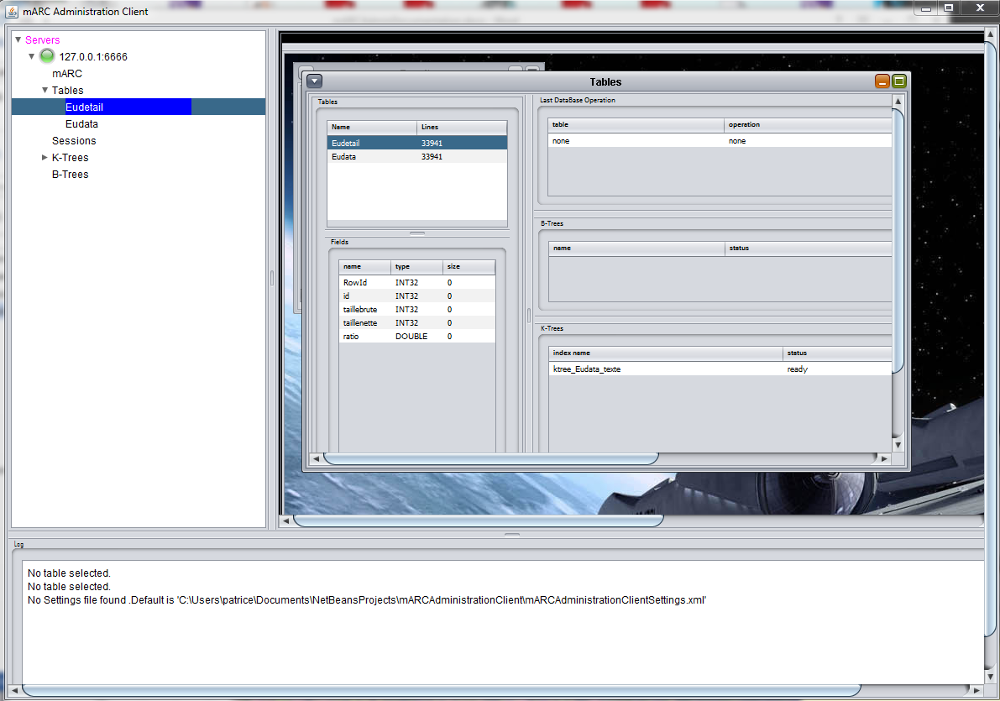 mARC Administration Client
Servers
127.0.0.1:6666
mARC
Tables
Eudetail
Eudata
Sessions
K-Trees
B-Trees
Tables
Tables
Name Lines
Eudetail 33941
Eudata 33941
Fields
name type size
RowId INT32 0
id INT32 0
taillebrute INT32 0
taillenette INT32 0
ratio DOUBLE 0
Last DataBase Operation
table operation
none none
B-Trees
name status
K-Trees
index name status
ktree_Eudata_texte ready
Log
No table selected.
No table selected.
No Settings file found .Default is 'C:\Users\patrice\Documents\NetBeansProjects\mARCAdministrationClient\mARCAdministrationClientSettings.xml'